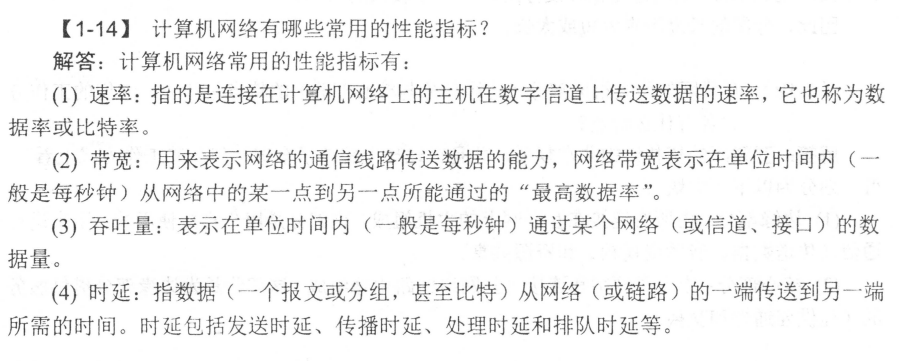 【1-14】 计算机网络有哪些常用的性能指标？
解答：计算机网络常用的性能指标有：
(1) 速率：指的是连接在计算机网络上的主机在数字信道上传送数据的速率，它也称为数
据率或比特率。
(2) 带宽：用来表示网络的通信线路传送数据的能力，网络带宽表示在单位时间内（一
般是每秒钟）从网络中的某一点到另一点所能通过的“最高数据率”。
(3) 吞吐量：表示在单位时间内（一般是每秒钟）通过某个网络（或信道、接口）的数
据量。
(4) 时延：指数据（一个报文或分组，甚至比特）从网络（或链路）的一端传送到另一端
所需的时间。时延包括发送时延、传播时延、处理时延和排队时延等。